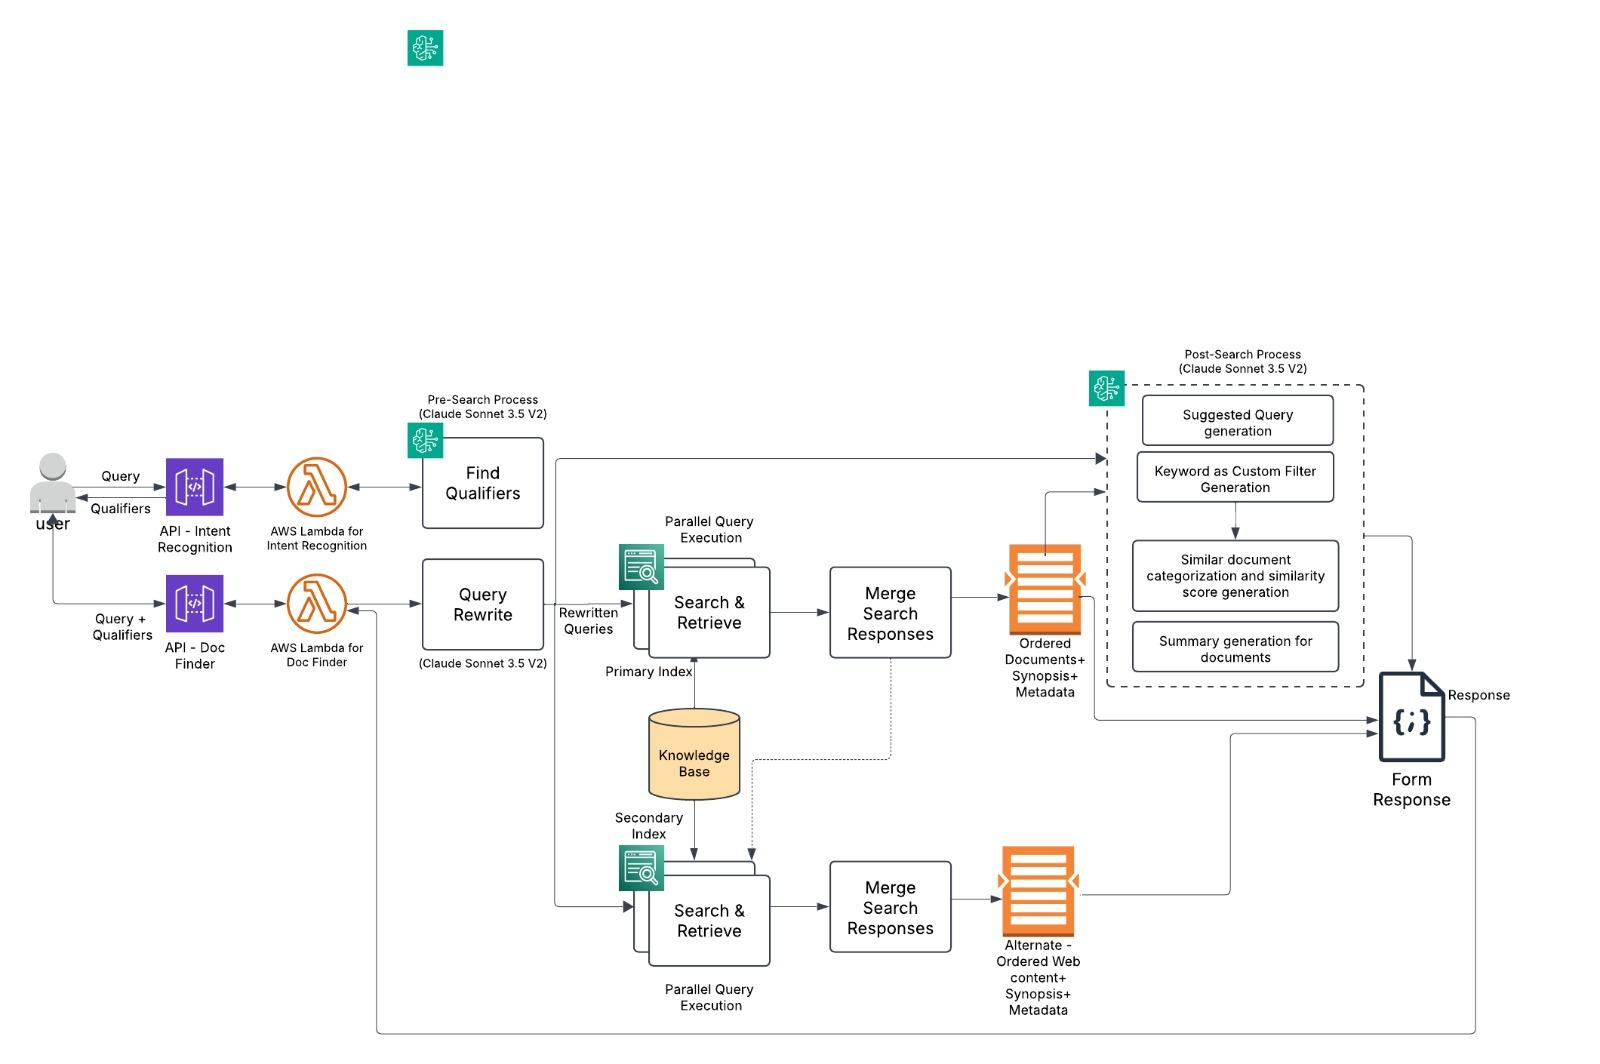 Post-Search Process
(Claude Sonnet 3.5 V2)
Suggested Query
generation
Keyword as Custom Filter
Generation
Similar document
categorization and similarity
score generation
Summary generation for
documents
Pre-Search Process
(Claude Sonnet 3.5 V2)
Find
Qualifiers
user
Query
Qualifiers
API - Intent
Recognition
AWS Lambda for
Intent Recognition
Query +
Qualifiers
API - Doc
Finder
AWS Lambda for
Doc Finder
Query
Rewrite
(Claude Sonnet 3.5 V2)
Rewritten
Queries
Parallel Query
Execution
Search &
Retrieve
Primary Index
Merge
Search
Responses
Ordered
Documents+
Synopsis+
Metadata
Knowledge
Base
Secondary
Index
Search &
Retrieve
Parallel Query
Execution
Merge
Search
Responses
Alternate -
Ordered Web
content+
Synopsis+
Metadata
Response
{;}
Form
Response